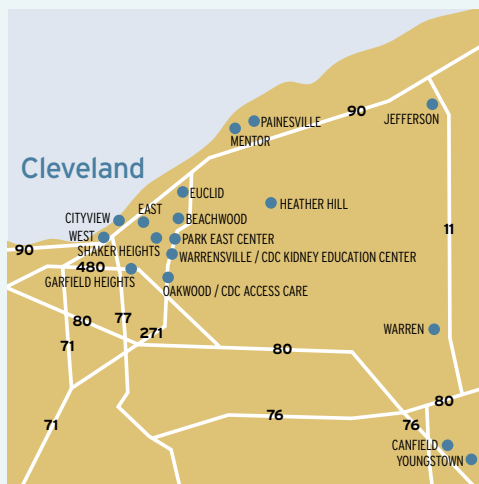 90
PAINESVILLE
MENTOR
JEFFERSON
Cleveland
EUCLID
HEATHER HILL
CITYVIEW
EAST
BEACHWOOD
WEST
SHAKER HEIGHTS
PARK EAST CENTER
11
90
WARRENSVILLE / CDC KIDNEY EDUCATION CENTER
480
GARFIELD HEIGHTS
OAKWOOD / CDC ACCESS CARE
80
77
271
WARREN
71
80
80
76
71
76
CANFIELD
YOUNGSTOWN